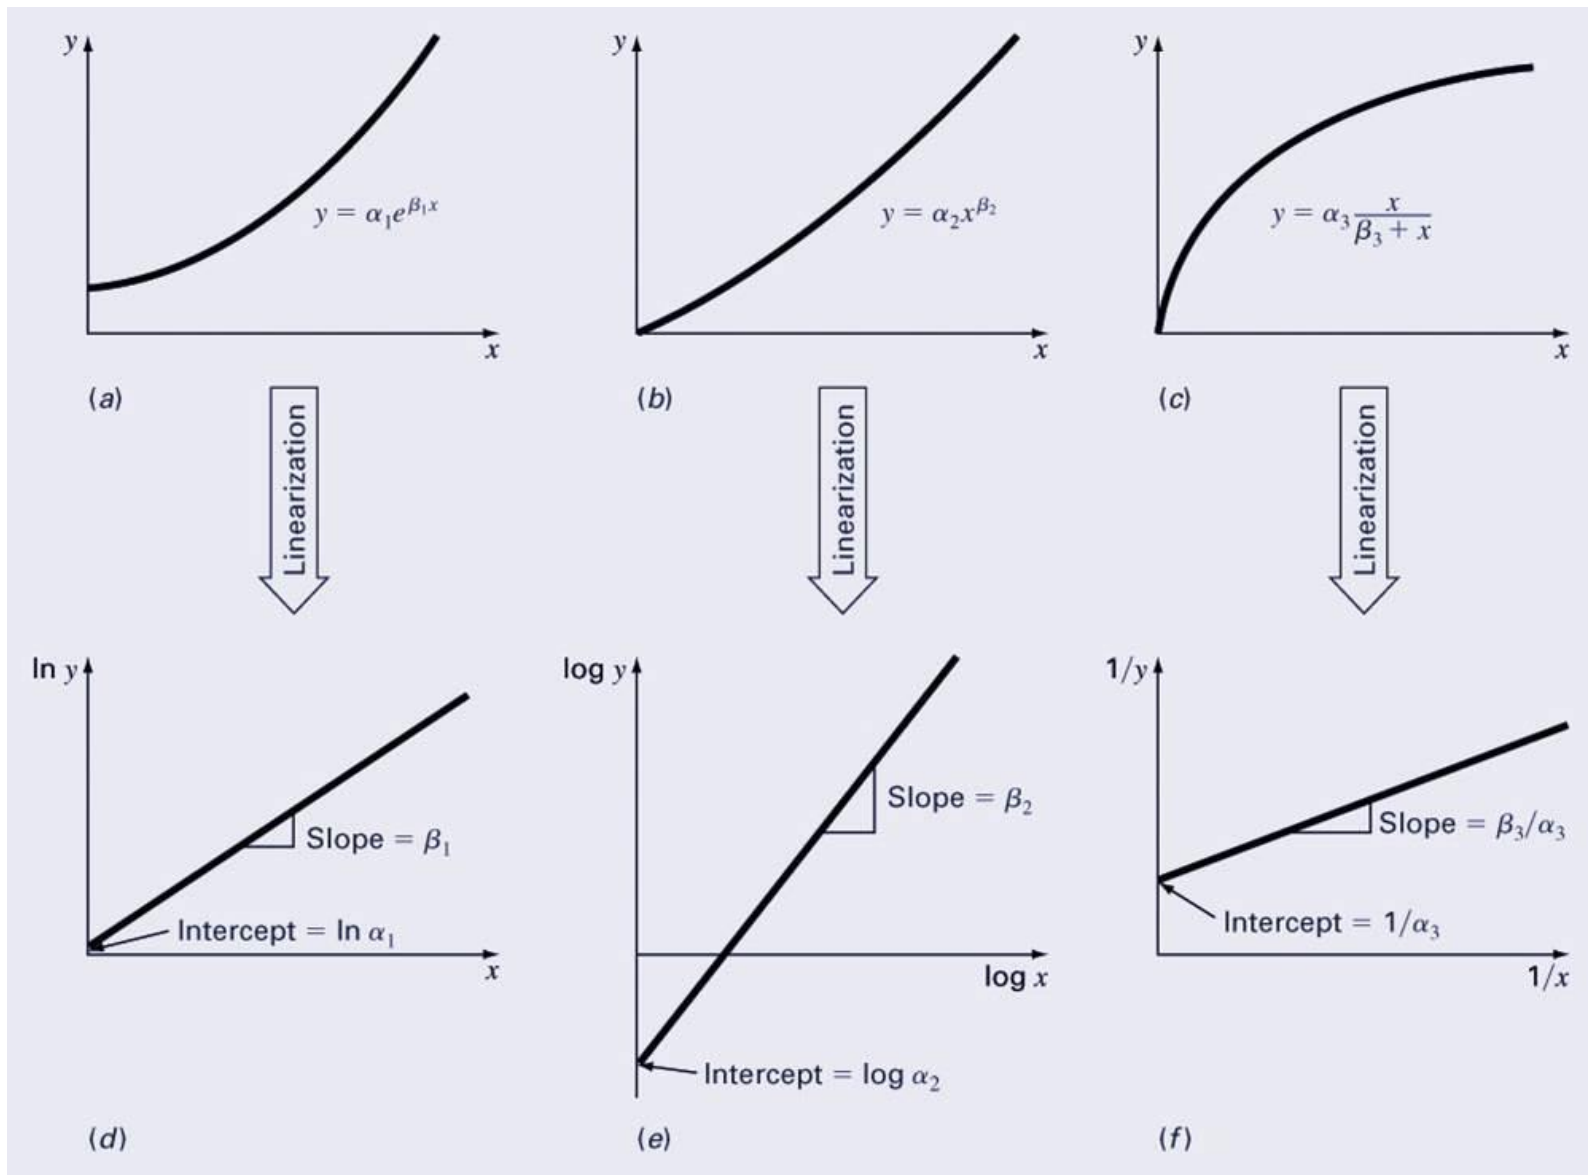 y
y = α₁e^{β₁x}
x
(a)
y
y = α₂x^{β₂}
x
(b)
y
y = α₃ x/(β₃ + x)
x
(c)
Linearization
Linearization
Linearization
ln y
Slope = β₁
Intercept = ln α₁
x
(d)
log y
Slope = β₂
log x
Intercept = log α₂
(e)
1/y
Slope = β₃/α₃
Intercept = 1/α₃
1/x
(f)